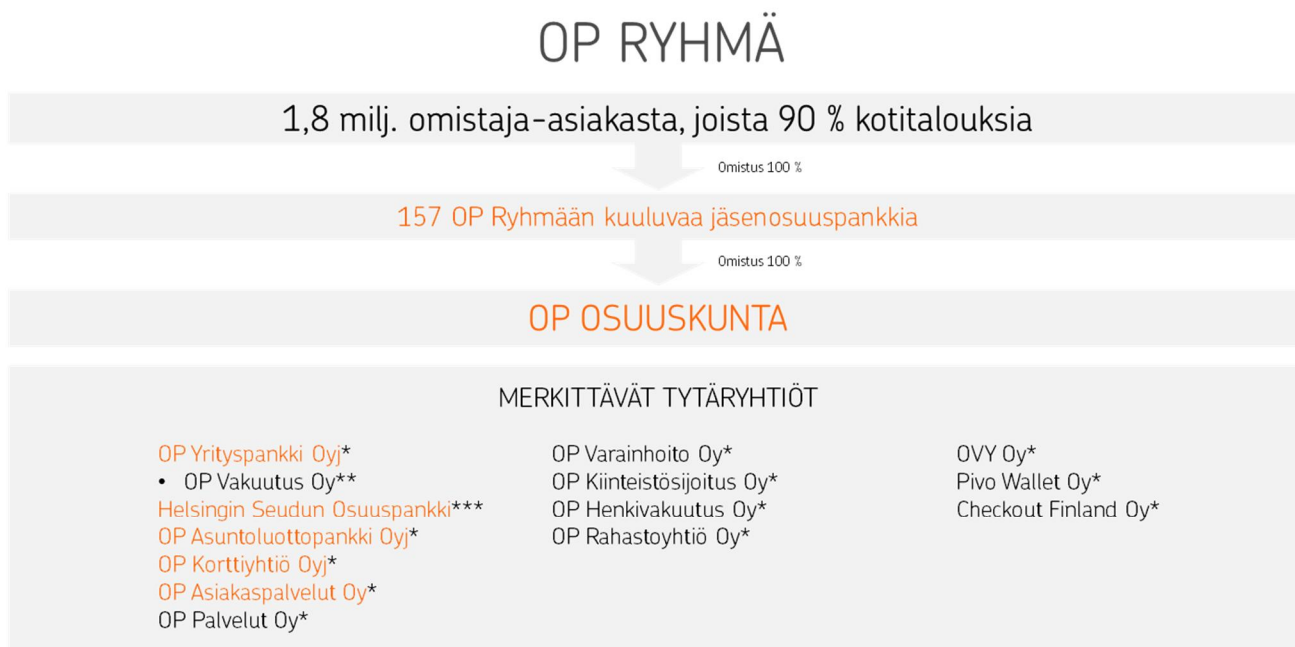 OP RYHMÄ
1,8 milj. omistaja-asiakasta, joista 90 % kotitalouksia
Omistus 100 %
157 OP Ryhmään kuuluvaa jäsenosuuspankkia
Omistus 100 %
OP OSUUSKUNTA
MERKITTÄVÄT TYTÄRYHTIÖT
OP Yrityspankki Oyj*
• OP Vakuutus Oy**
Helsingin Seudun Osuuspankki***
OP Asuntoluottopankki Oyj*
OP Korttiyhtiö Oyj*
OP Asiakaspalvelut Oy*
OP Palvelut Oy*
OP Varainhoito Oy*
OP Kiinteistösijoitus Oy*
OP Henkivakuutus Oy*
OP Rahastoyhtiö Oy*
OVY Oy*
Pivo Wallet Oy*
Checkout Finland Oy*